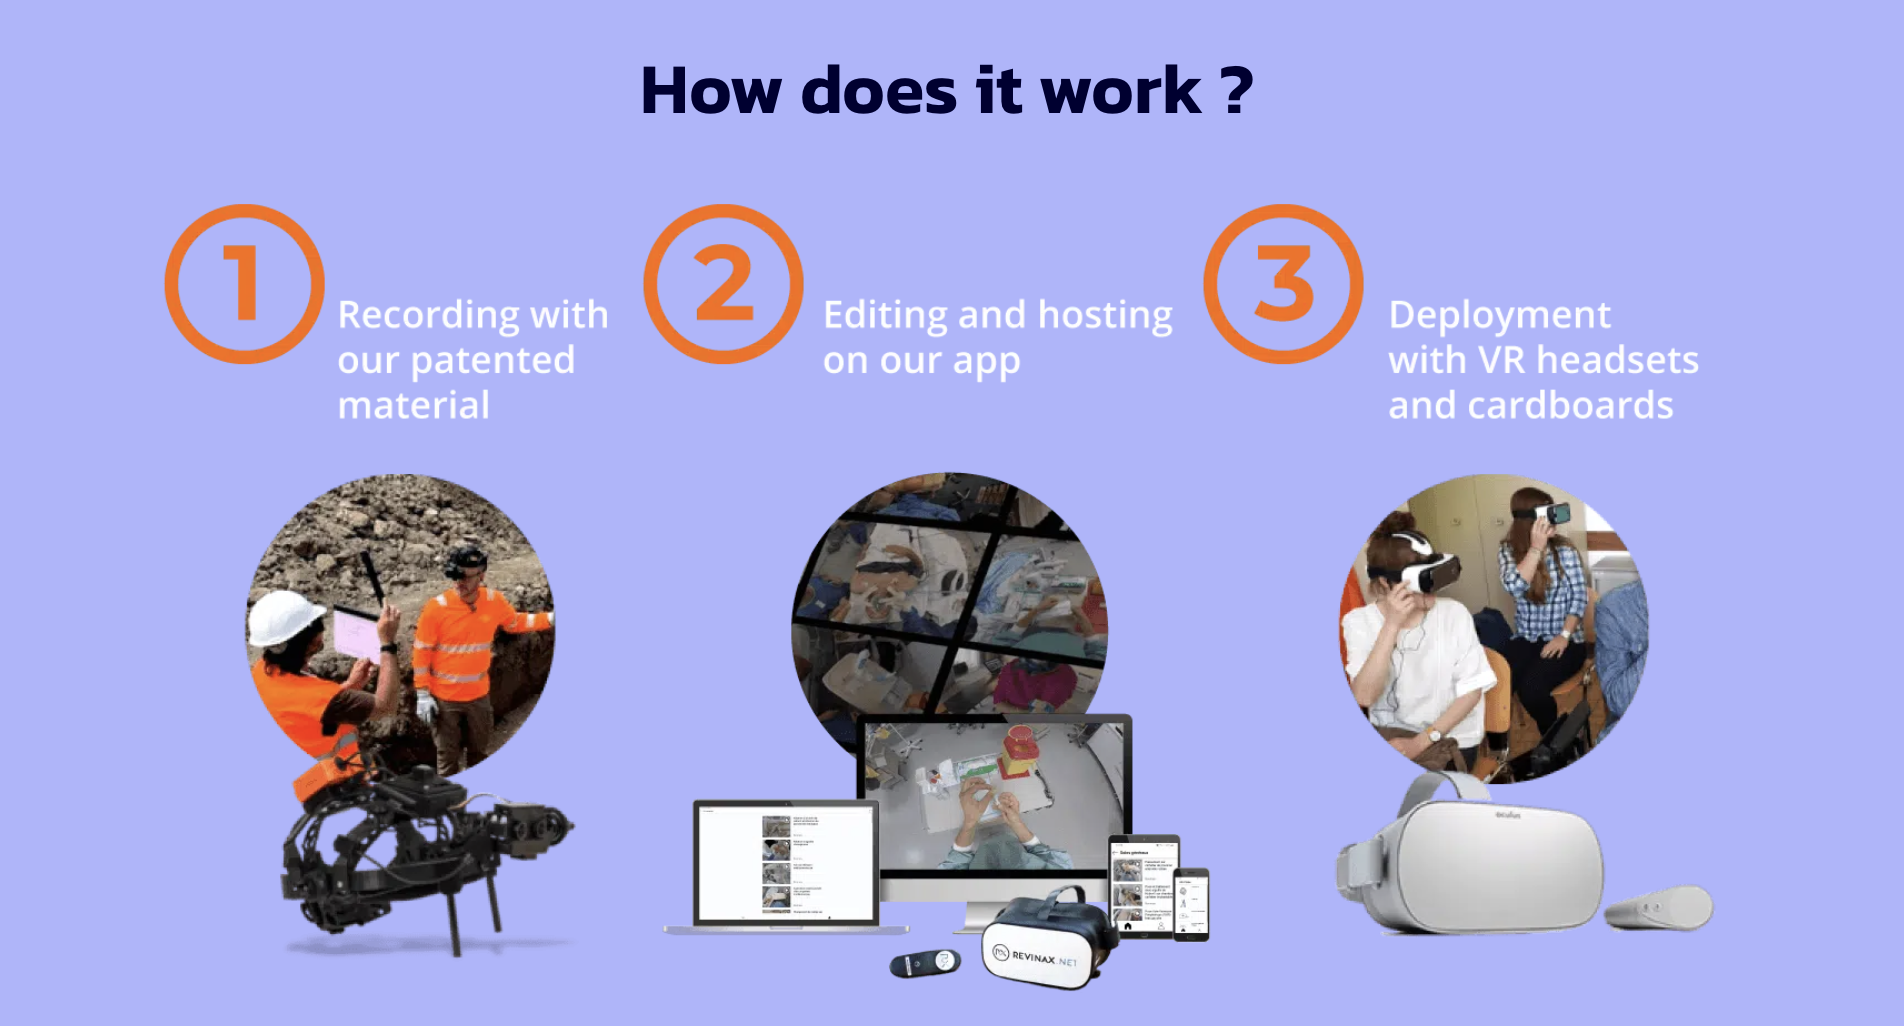 How does it work ?
1
Recording with
our patented
material
2
Editing and hosting
on our app
3
Deployment
with VR headsets
and cardboards
oculus
REVINAX.NET